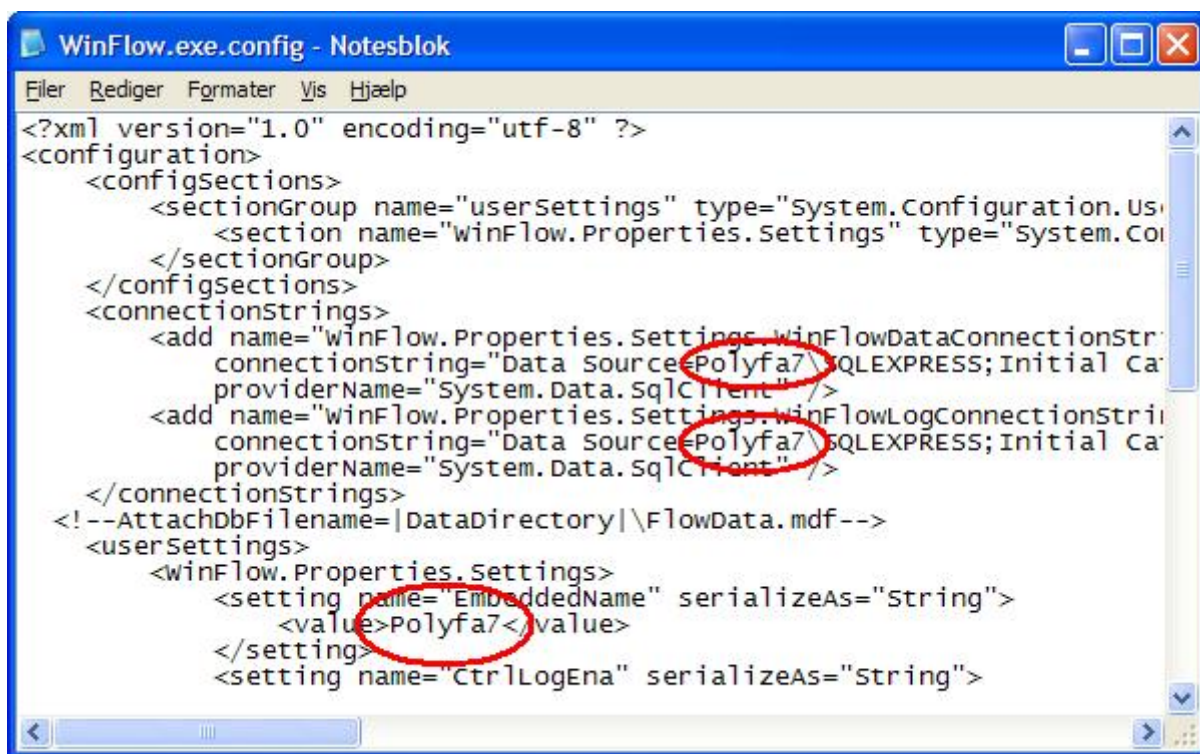 WinFlow.exe.config - Notesblok
Filer Rediger Formater Vis Hjælp
<?xml version="1.0" encoding="utf-8" ?>
<configuration>
<configSections>
<sectionGroup name="userSettings" type="System.Configuration.Us
<section name="WinFlow.Properties.Settings" type="System.Co
</sectionGroup>
</configSections>
<connectionStrings>
<add name="WinFlow.Properties.Settings.WinFlowDataConnectionStr
connectionString="Data Source=Polyfa7\SQLEXPRESS;Initial Ca
providerName="System.Data.SqlClient" />
<add name="WinFlow.Properties.Settings.WinFlowLogConnectionStri
connectionString="Data Source=Polyfa7\SQLEXPRESS;Initial Ca
providerName="System.Data.SqlClient" />
</connectionStrings>
<!--AttachDbFilename=|DataDirectory|\FlowData.mdf-->
<userSettings>
<WinFlow.Properties.Settings>
<setting name="EmbeddedName" serializeAs="String">
<value>Polyfa7</value>
</setting>
<setting name="CtrlLogEna" serializeAs="String">